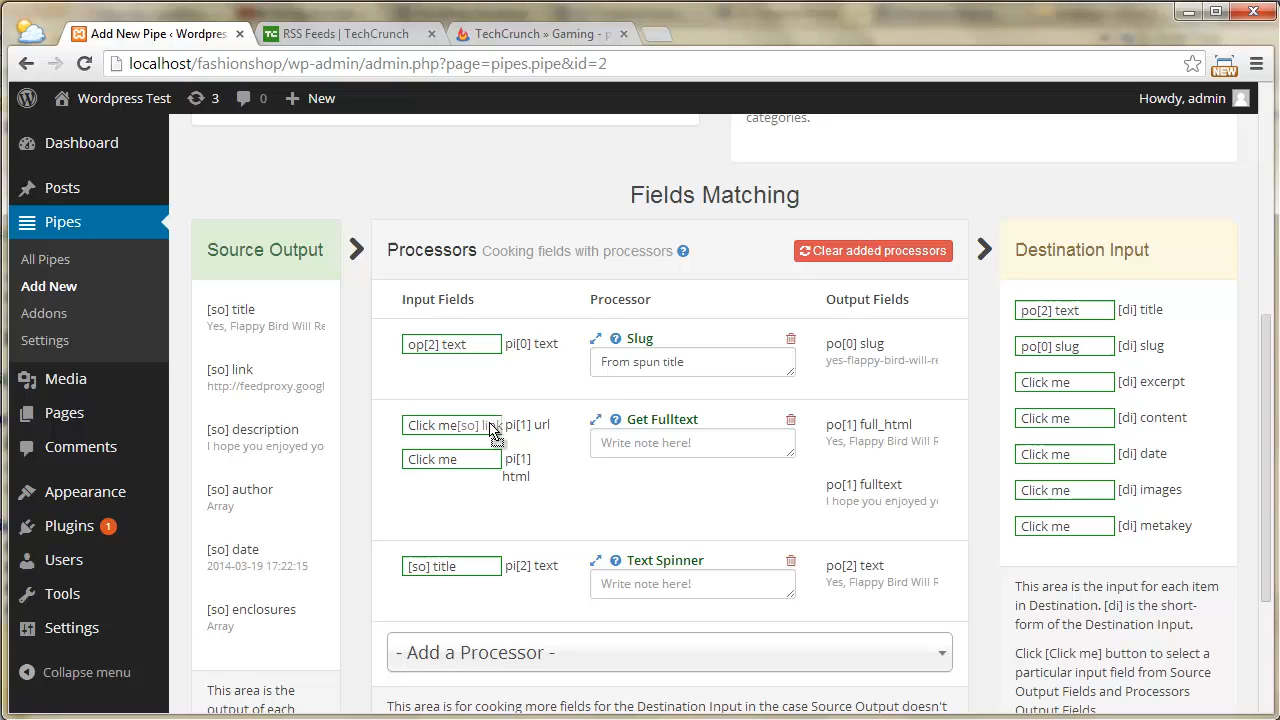 Add New Pipe ‹ Wordpres
RSS Feeds | TechCrunch
TechCrunch » Gaming - p
localhost/fashionshop/wp-admin/admin.php?page=pipes.pipe&id=2
NEW
Wordpress Test
3
0
New
Howdy, admin
Dashboard
Posts
Pipes
All Pipes
Add New
Addons
Settings
Media
Pages
Comments
Appearance
Plugins 1
Users
Tools
Settings
Collapse menu
categories.
Fields Matching
Source Output
[so] title
Yes, Flappy Bird Will Re
[so] link
http://feedproxy.googl
[so] description
I hope you enjoyed yo
[so] author
Array
[so] date
2014-03-19 17:22:15
[so] enclosures
Array
This area is the
output of each
Processors Cooking fields with processors
Clear added processors
Input Fields
Processor
Output Fields
op[2] text pi[0] text
Slug
From spun title
po[0] slug
yes-flappy-bird-will-re
Click me [so] link pi[1] url
Click me pi[1]
html
Get Fulltext
Write note here!
po[1] full_html
Yes, Flappy Bird Will R
po[1] fulltext
I hope you enjoyed yo
[so] title pi[2] text
Text Spinner
Write note here!
po[2] text
Yes, Flappy Bird Will R
- Add a Processor -
This area is for cooking more fields for the Destination Input in the case Source Output doesn't
Destination Input
po[2] text [di] title
po[0] slug [di] slug
Click me [di] excerpt
Click me [di] content
Click me [di] date
Click me [di] images
Click me [di] metakey
This area is the input for each item
in Destination. [di] is the short-
form of the Destination Input.
Click [Click me] button to select a
particular input field from Source
Output Fields and Processors
Output Fields.